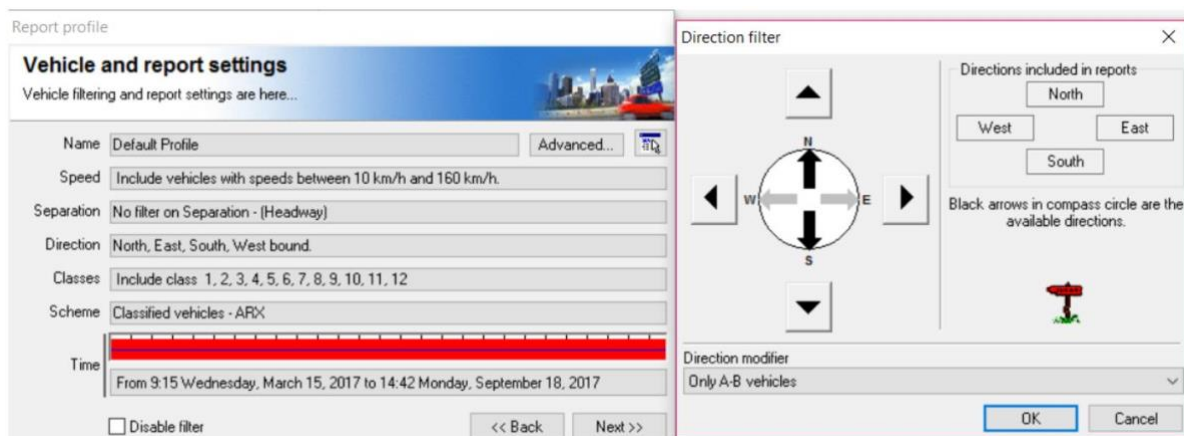 Report profile
Vehicle and report settings
Vehicle filtering and report settings are here...
Name Default Profile Advanced...
Speed Include vehicles with speeds between 10 km/h and 160 km/h.
Separation No filter on Separation - (Headway)
Direction North, East, South, West bound.
Classes Include class 1, 2, 3, 4, 5, 6, 7, 8, 9, 10, 11, 12
Scheme Classified vehicles - ARX
Time
From 9:15 Wednesday, March 15, 2017 to 14:42 Monday, September 18, 2017
Disable filter << Back Next >>
Direction filter
N
W E
S
Directions included in reports
North
West East
South
Black arrows in compass circle are the
available directions.
Direction modifier
Only A-B vehicles
OK Cancel